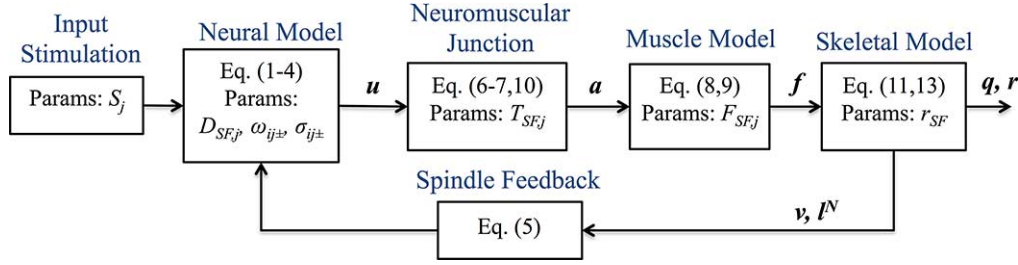 Input
Stimulation
Params: Sj
Neural Model
Eq. (1-4)
Params:
DSF,j, ωij±, σij±
u
Neuromuscular
Junction
Eq. (6-7,10)
Params: TSF,j
a
Muscle Model
Eq. (8,9)
Params: FSF,j
f
Skeletal Model
Eq. (11,13)
Params: rSF
q, r
Spindle Feedback
Eq. (5)
v, lN